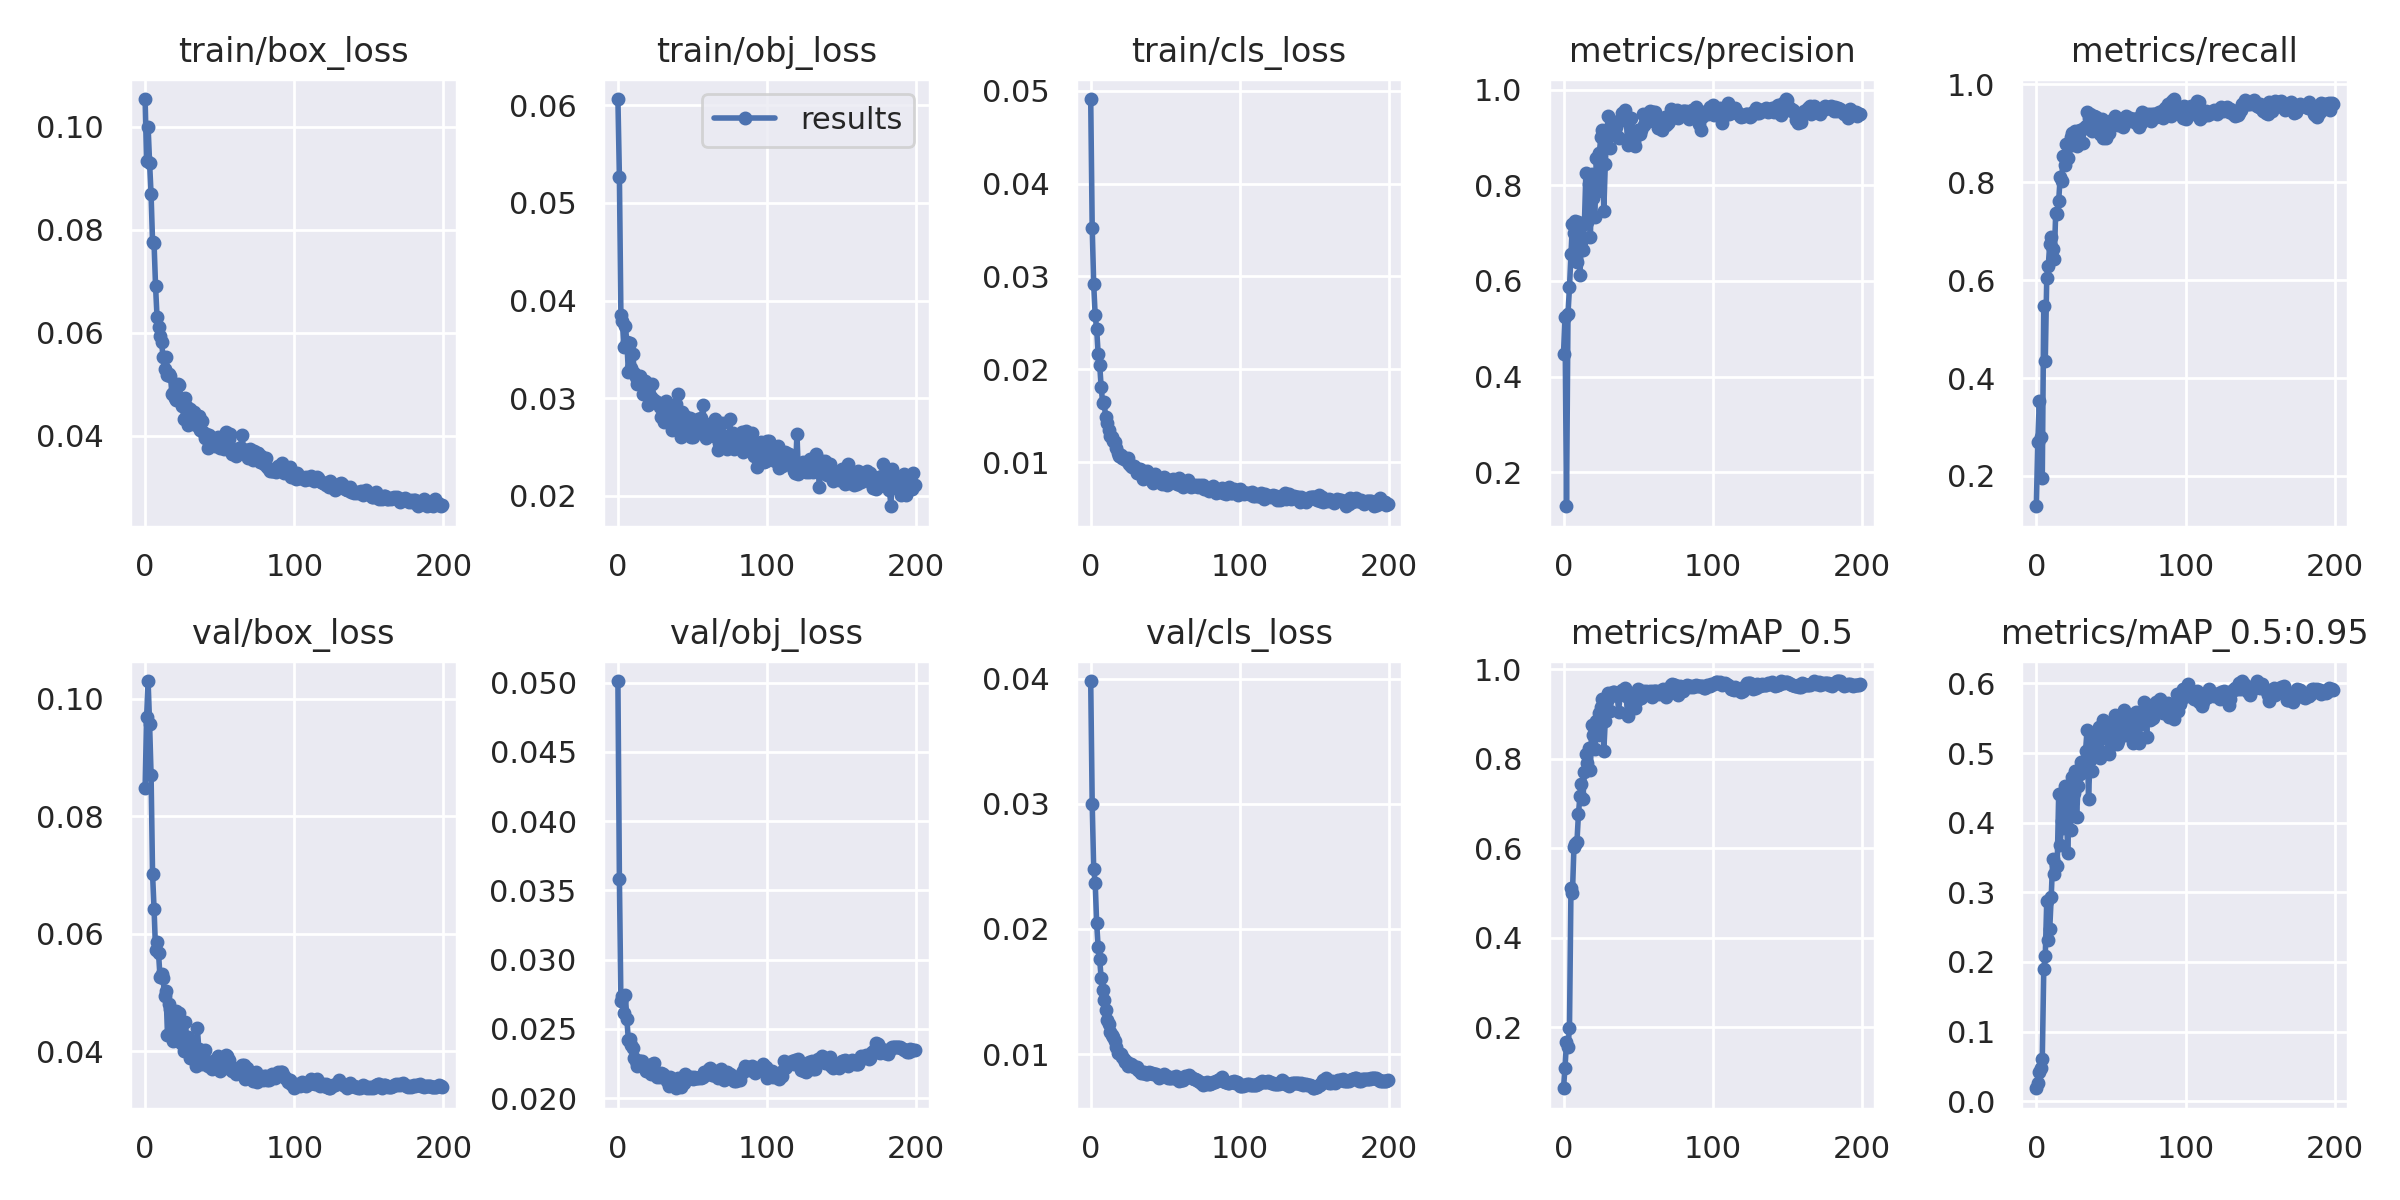 train/box_loss
0.10
0.08
0.06
0.04
0 100 200
train/obj_loss
results
0.06
0.05
0.04
0.03
0.02
0 100 200
train/cls_loss
0.05
0.04
0.03
0.02
0.01
0 100 200
metrics/precision
1.0
0.8
0.6
0.4
0.2
0 100 200
metrics/recall
1.0
0.8
0.6
0.4
0.2
0 100 200
val/box_loss
0.10
0.08
0.06
0.04
0 100 200
val/obj_loss
0.050
0.045
0.040
0.035
0.030
0.025
0.020
0 100 200
val/cls_loss
0.04
0.03
0.02
0.01
0 100 200
metrics/mAP_0.5
1.0
0.8
0.6
0.4
0.2
0 100 200
metrics/mAP_0.5:0.95
0.6
0.5
0.4
0.3
0.2
0.1
0.0
0 100 200